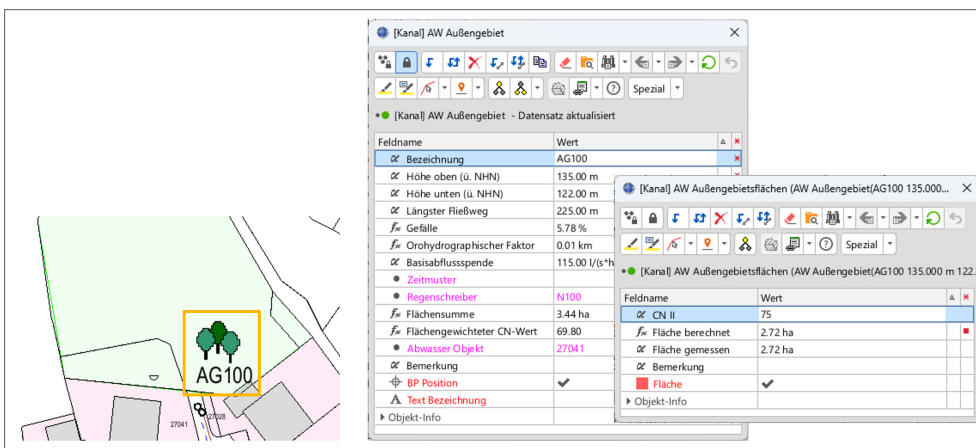 [Kanal] AW Außengebiet
Spezial
[Kanal] AW Außengebiet - Datensatz aktualisiert
Feldname Wert
Bezeichnung AG100
Höhe oben (ü. NHN) 135.00 m
Höhe unten (ü. NHN) 122.00 m
Längster Fließweg 225.00 m
Gefälle 5.78 %
Orohydrographischer Faktor 0.01 km
Basisabflussspende 115.00 l/(s*h
Zeitmuster
Regenschreiber N100
Flächensumme 3.44 ha
Flächengewichteter CN-Wert 69.80
Abwasser Objekt 27041
Bemerkung
BP Position
A Text Bezeichnung
Objekt-Info
[Kanal] AW Außengebietsflächen (AW Außengebiet(AG100 135.000...
Spezial
[Kanal] AW Außengebietsflächen (AW Außengebiet(AG100 135.000 m 122.
Feldname Wert
CN II 75
Fläche berechnet 2.72 ha
Fläche gemessen 2.72 ha
Bemerkung
Fläche
Objekt-Info
AG100
27028
27041